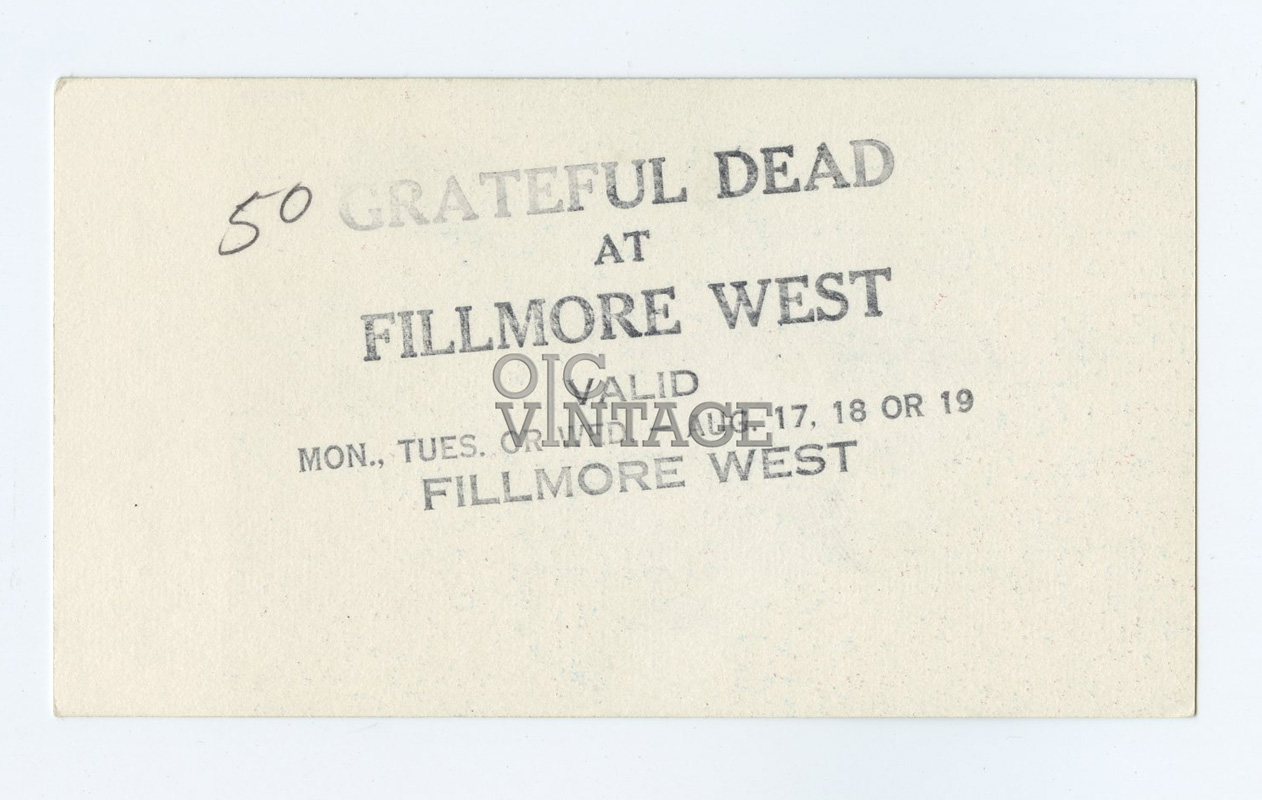 50 GRATEFUL DEAD
AT
FILLMORE WEST
VALID
MON., TUES. OR WED. – AUG. 17, 18 OR 19
FILLMORE WEST
OIC
VINTAGE